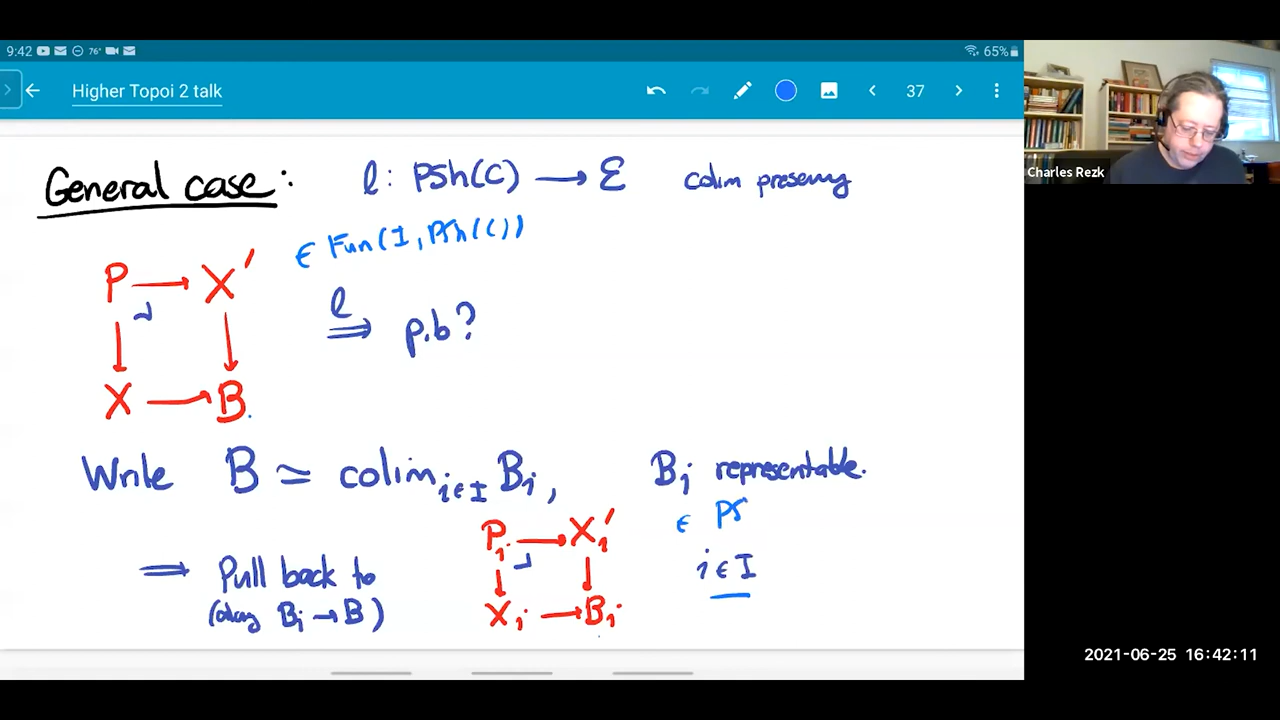 9:42 76° 65%
Higher Topoi 2 talk 37
Charles Rezk
General case: l: PSh(C) → ℰ colim preserving
∈ Fun(I, PSh(C))
P → X'
l ⇒ p.b?
X → B
Write B ≃ colim_{i∈I} B_i, B_i representable.
∈ PS
P_i → X_i'
i ∈ I
⇒ Pull back to
(along B_i → B)
X_i → B_i
2021-06-25 16:42:11